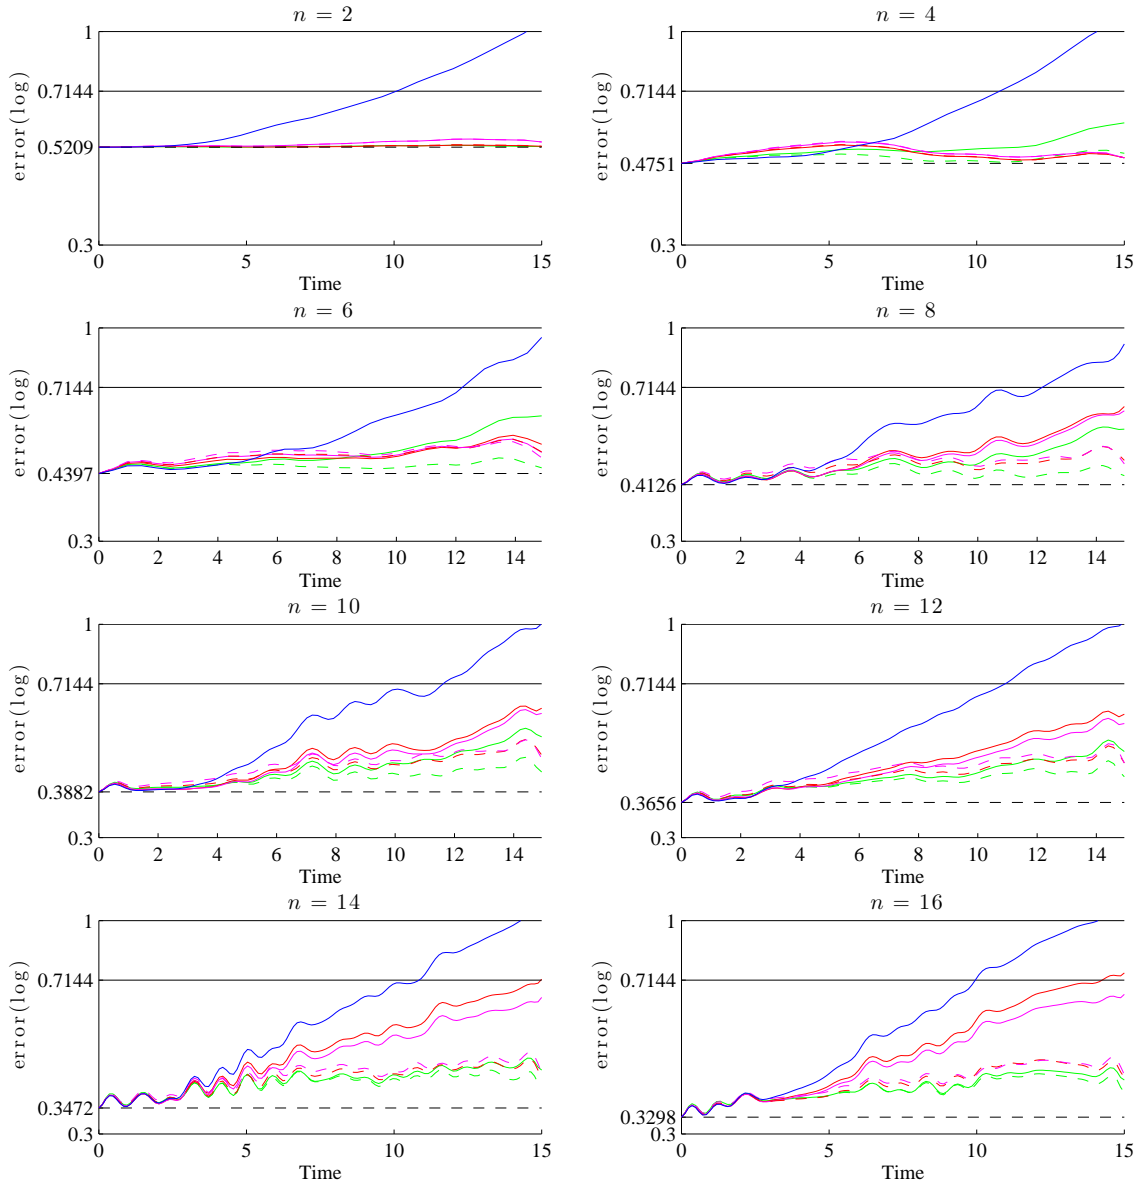 n = 2
error(log)
1
0.7144
0.5209
0.3
0 5 10 15
Time
n = 4
error(log)
1
0.7144
0.4751
0.3
0 5 10 15
Time
n = 6
error(log)
1
0.7144
0.4397
0.3
0 2 4 6 8 10 12 14
Time
n = 8
error(log)
1
0.7144
0.4126
0.3
0 2 4 6 8 10 12 14
Time
n = 10
error(log)
1
0.7144
0.3882
0.3
0 2 4 6 8 10 12 14
Time
n = 12
error(log)
1
0.7144
0.3656
0.3
0 2 4 6 8 10 12 14
Time
n = 14
error(log)
1
0.7144
0.3472
0.3
0 5 10 15
Time
n = 16
error(log)
1
0.7144
0.3298
0.3
0 5 10 15
Time